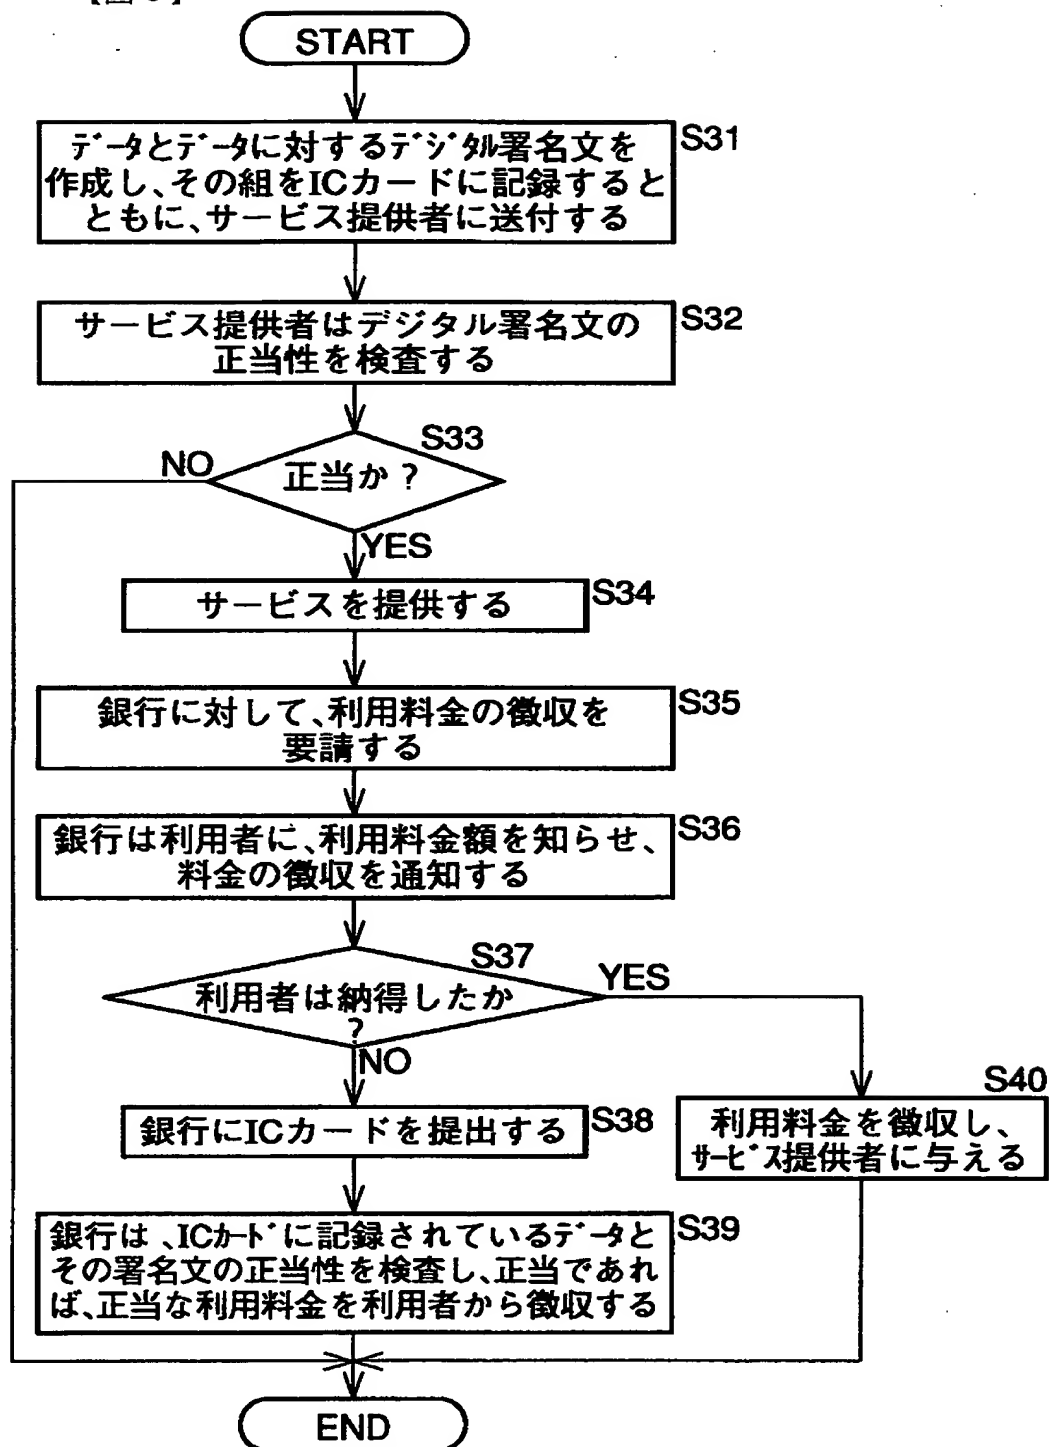 START
データとデータに対するデジタル署名文を
作成し、その組をICカードに記録すると
ともに、サービス提供者に送付する
S31
サービス提供者はデジタル署名文の
正当性を検査する
S32
S33
正当か?
NO
YES
サービスを提供する
S34
銀行に対して、利用料金の徴収を
要請する
S35
銀行は利用者に、利用料金額を知らせ、
料金の徴収を通知する
S36
S37
利用者は納得したか
?
YES
NO
銀行にICカードを提出する
S38
S40
利用料金を徴収し、
サービス提供者に与える
銀行は、ICカードに記録されているデータと
その署名文の正当性を検査し、正当であれ
ば、正当な利用料金を利用者から徴収する
S39
END